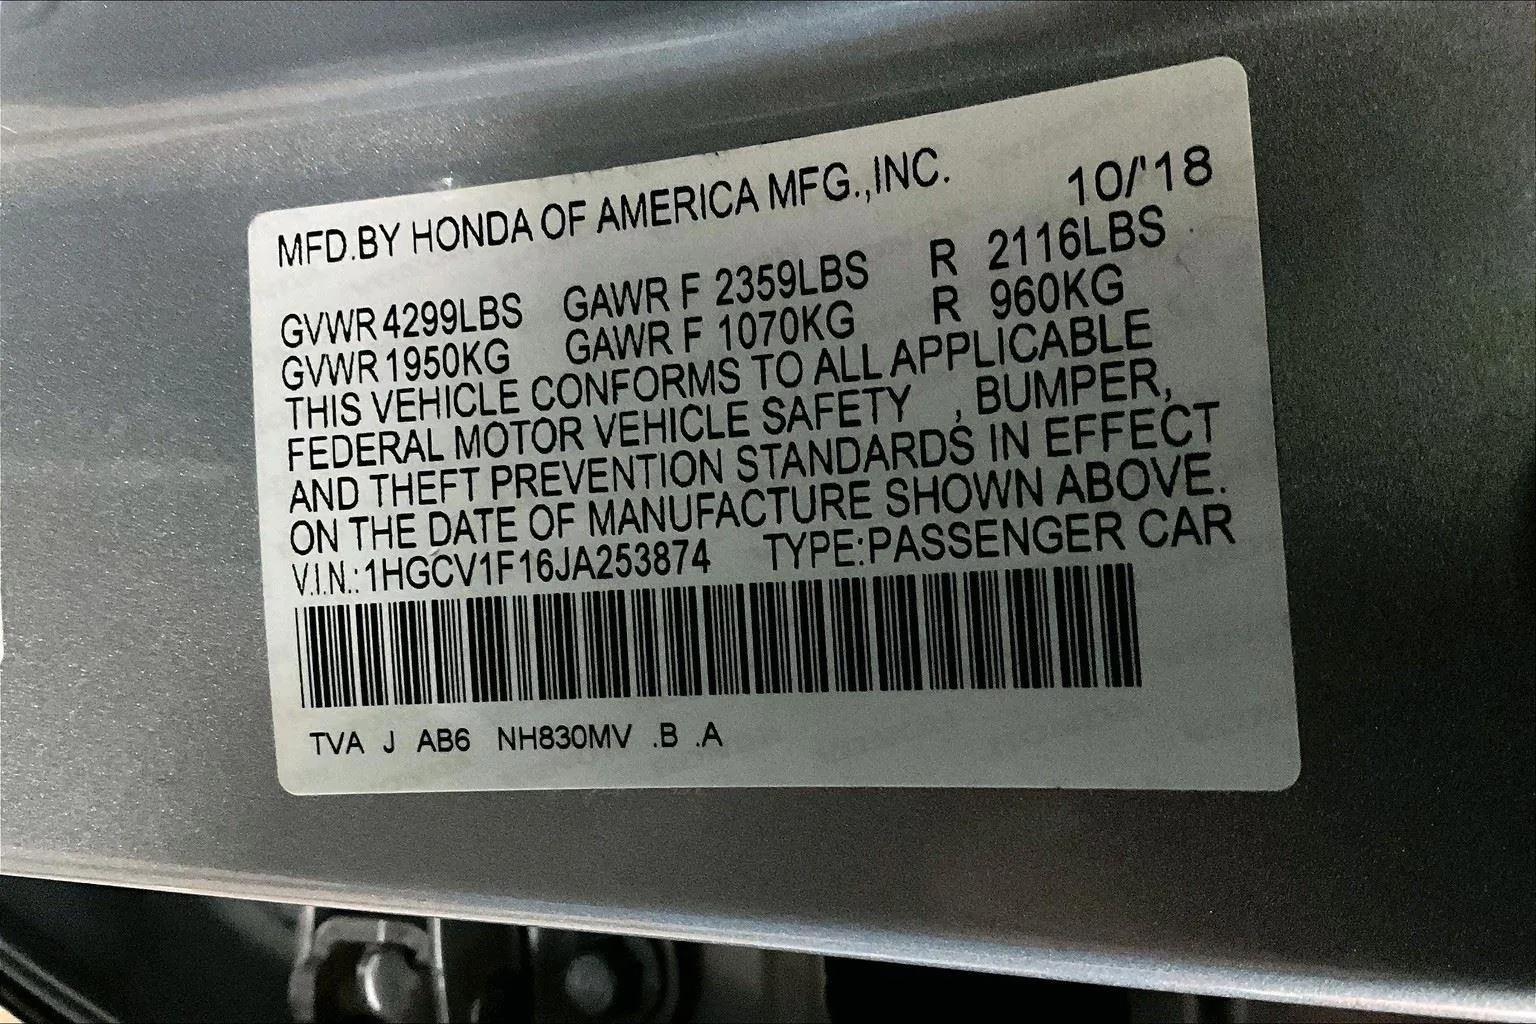 MFD.BY HONDA OF AMERICA MFG.,INC. 10/'18
GVWR 4299LBS GAWR F 2359LBS R 2116LBS
GVWR 1950KG GAWR F 1070KG R 960KG
THIS VEHICLE CONFORMS TO ALL APPLICABLE
FEDERAL MOTOR VEHICLE SAFETY , BUMPER,
AND THEFT PREVENTION STANDARDS IN EFFECT
ON THE DATE OF MANUFACTURE SHOWN ABOVE.
V.I.N.: 1HGCV1F16JA253874 TYPE:PASSENGER CAR
TVA J AB6 NH830MV .B .A